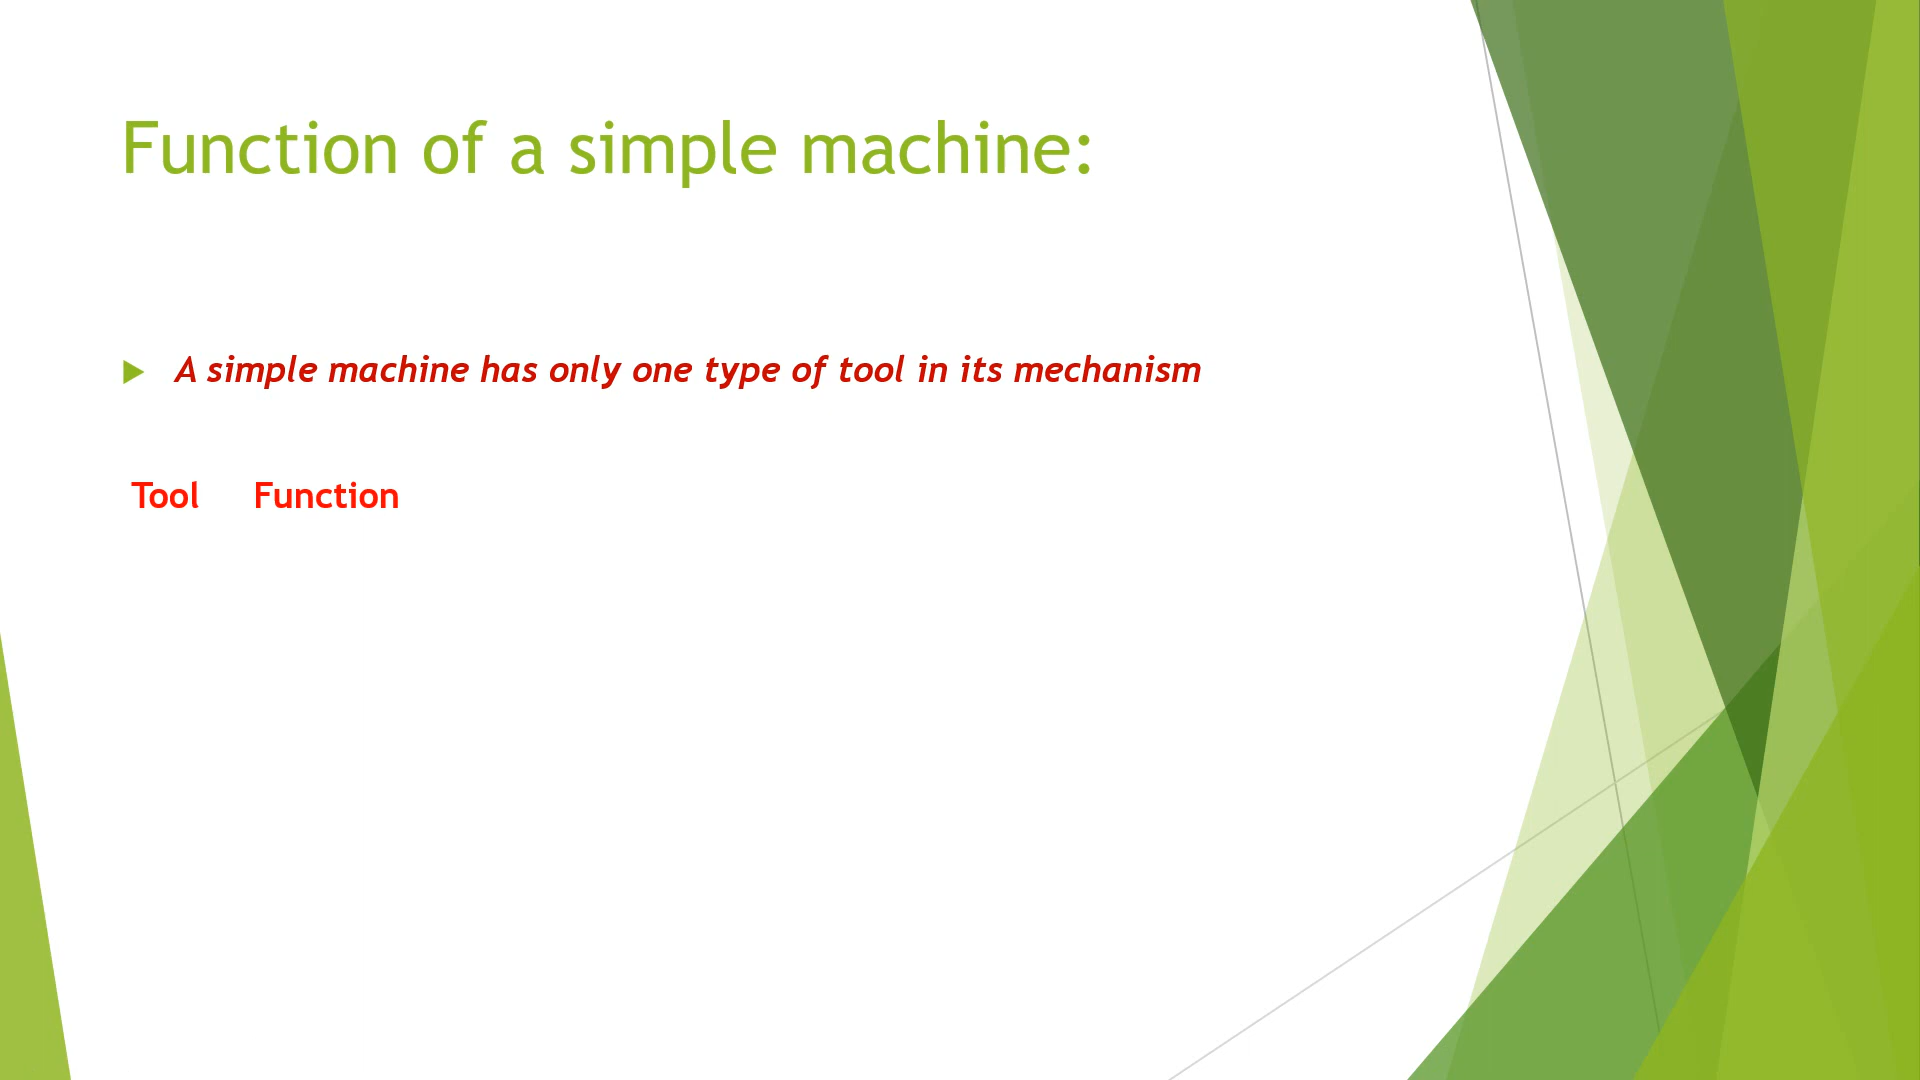 Function of a simple machine:
A simple machine has only one type of tool in its mechanism
Tool Function